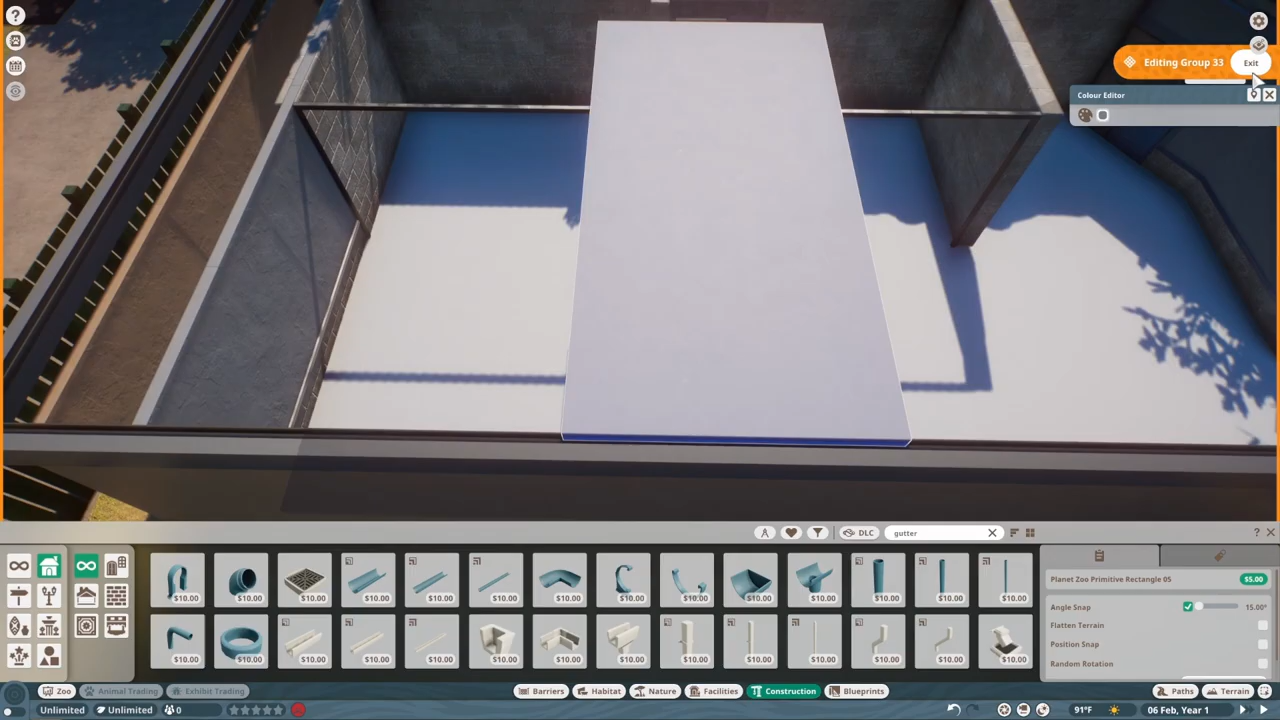 Editing Group 33
Exit
Colour Editor
DLC
gutter
$10.00 $10.00 $10.00 $10.00 $10.00 $10.00 $10.00 $10.00 $10.00 $10.00 $10.00 $10.00 $10.00 $10.00
$10.00 $10.00 $10.00 $10.00 $10.00 $10.00 $10.00 $10.00 $10.00 $10.00 $10.00 $10.00 $10.00 $10.00
Planet Zoo Primitive Rectangle 05 $5.00
Angle Snap 15.00°
Flatten Terrain
Position Snap
Random Rotation
Zoo Animal Trading Exhibit Trading Barriers Habitat Nature Facilities Construction Blueprints Paths Terrain
Unlimited Unlimited 0 91°F 06 Feb, Year 1